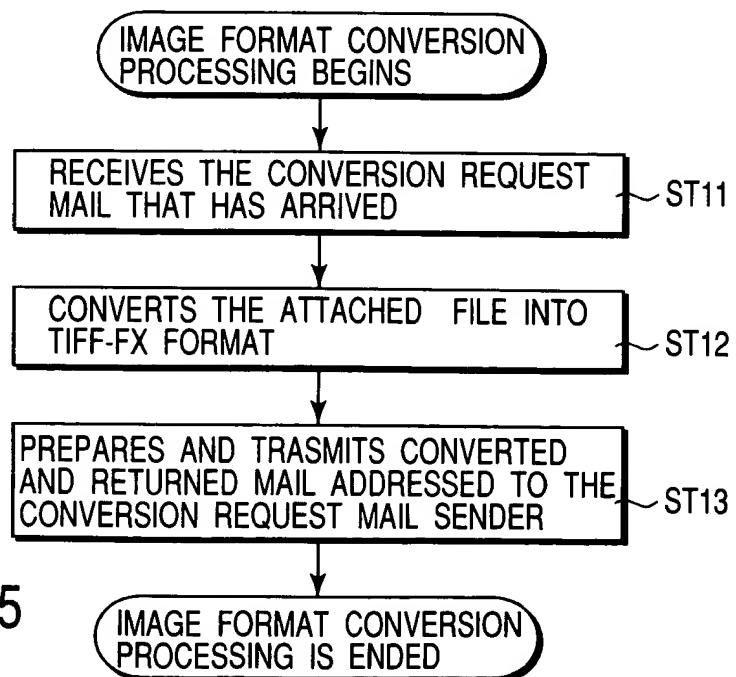 IMAGE FORMAT CONVERSION
PROCESSING BEGINS
RECEIVES THE CONVERSION REQUEST
MAIL THAT HAS ARRIVED
ST11
CONVERTS THE ATTACHED FILE INTO
TIFF-FX FORMAT
ST12
PREPARES AND TRASMITS CONVERTED
AND RETURNED MAIL ADDRESSED TO THE
CONVERSION REQUEST MAIL SENDER
ST13
5
IMAGE FORMAT CONVERSION
PROCESSING IS ENDED